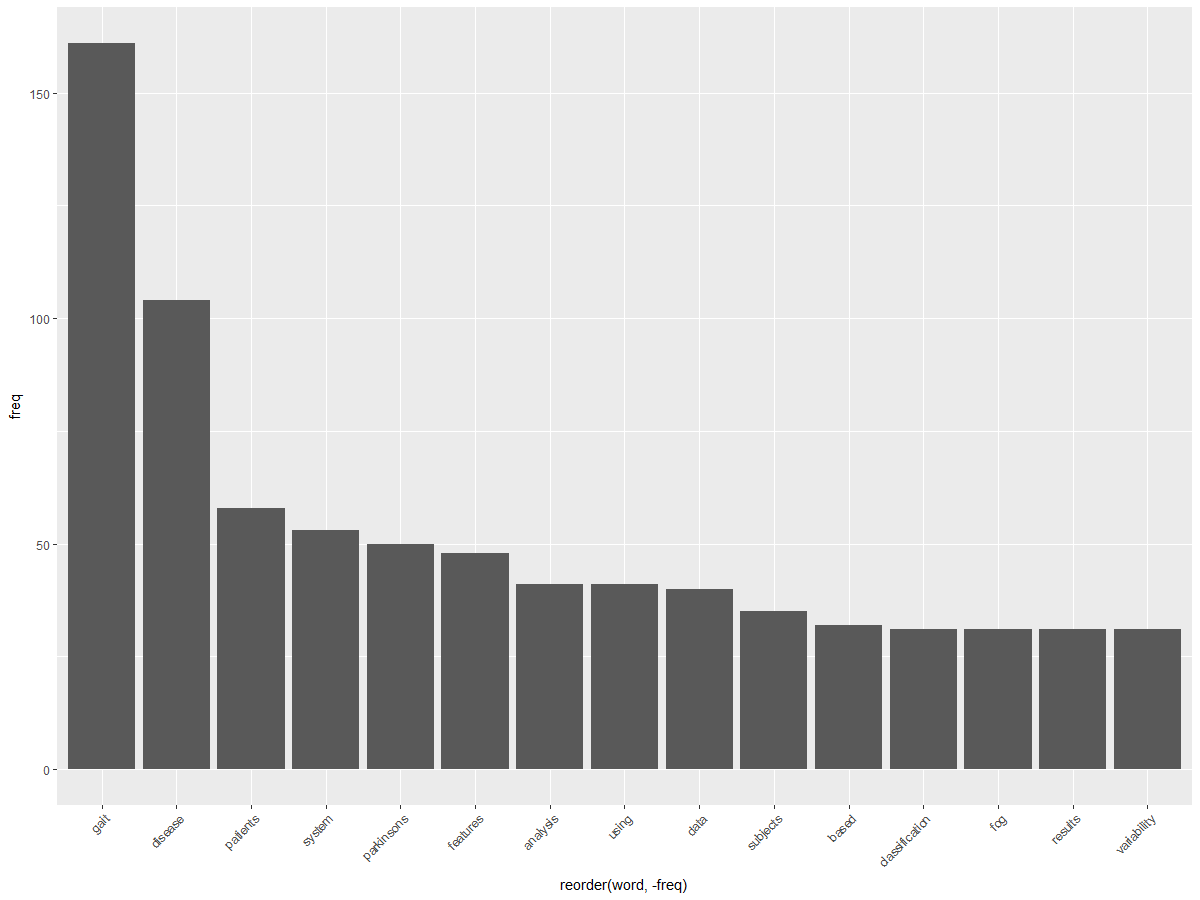 150
100
50
0
freq
gait
disease
patients
system
parkinsons
features
analysis
using
data
subjects
based
classification
fog
results
variability
reorder(word, -freq)